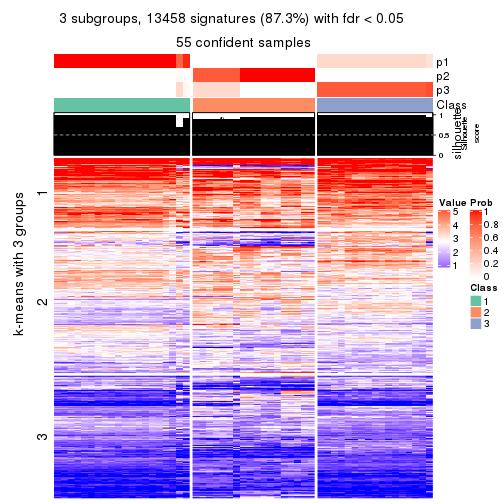 3 subgroups, 13458 signatures (87.3%) with fdr < 0.05
55 confident samples
p1
p2
p3
Class
silhouette
1
0.5
0
Silhouette
score
k-means with 3 groups
1
2
3
Value
5
4
3
2
1
Prob
1
0.8
0.6
0.4
0.2
0
Class
1
2
3